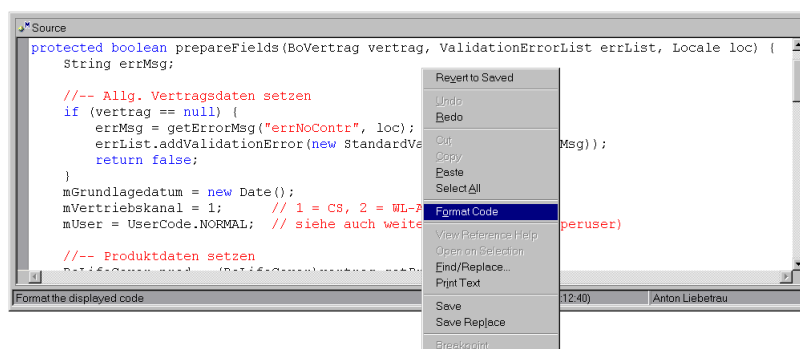 Source
protected boolean prepareFields(BoVertrag vertrag, ValidationErrorList errList, Locale loc) {
String errMsg;
//-- Allg. Vertragsdaten setzen
if (vertrag == null) {
errMsg = getErrorMsg("errNoContr", loc);
errList.addValidationError(new StandardVa Msg));
return false;
}
mGrundlagedatum = new Date();
mVertriebskanal = 1; // 1 = CS, 2 = WL-A
mUser = UserCode.NORMAL; // siehe auch weite peruser)
//-- Produktdaten setzen
Revert to Saved
Undo
Redo
Cut
Copy
Paste
Select All
Format Code
View Reference Help
Open on Selection
Find/Replace...
Print Text
Save
Save Replace
Breakpoint
Format the displayed code :12:40) Anton Liebetrau